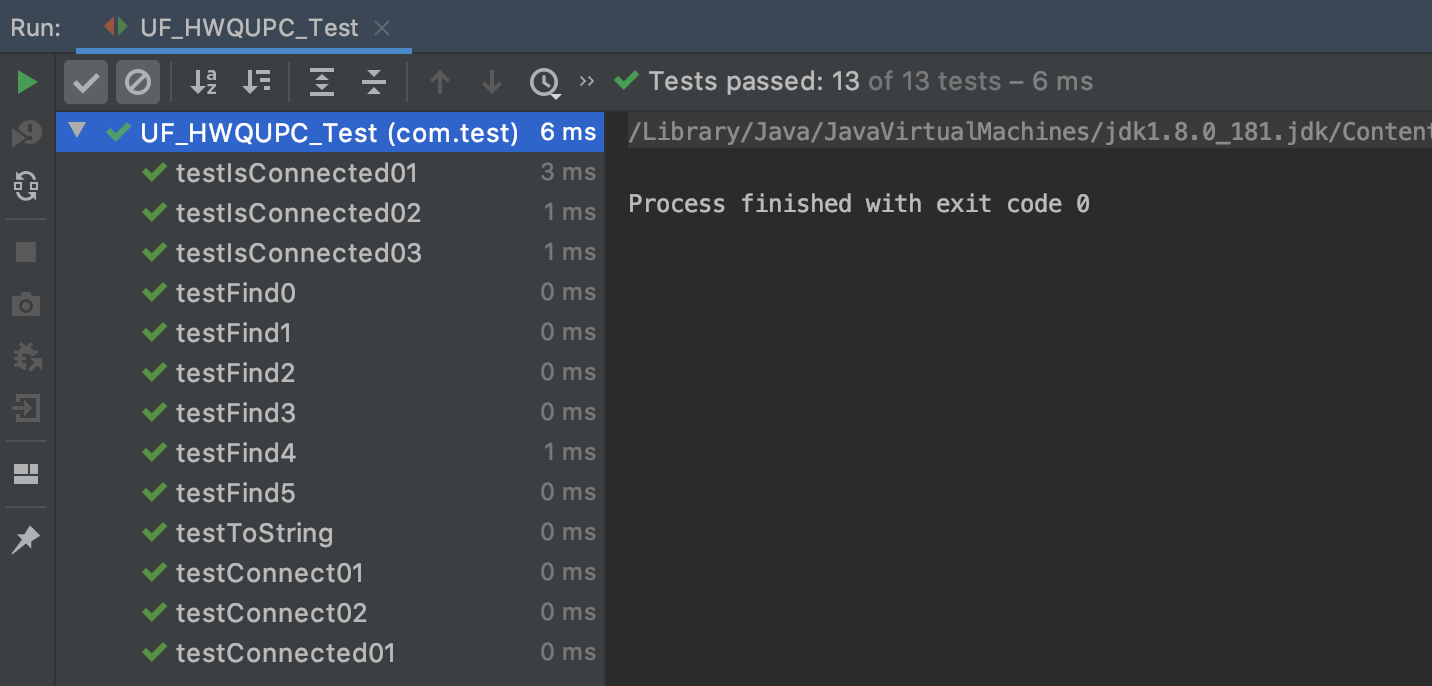 Run: UF_HWQUPC_Test
Tests passed: 13 of 13 tests – 6 ms
UF_HWQUPC_Test (com.test) 6 ms
testIsConnected01 3 ms
testIsConnected02 1 ms
testIsConnected03 1 ms
testFind0 0 ms
testFind1 0 ms
testFind2 0 ms
testFind3 0 ms
testFind4 1 ms
testFind5 0 ms
testToString 0 ms
testConnect01 0 ms
testConnect02 0 ms
testConnected01 0 ms
/Library/Java/JavaVirtualMachines/jdk1.8.0_181.jdk/Content
Process finished with exit code 0